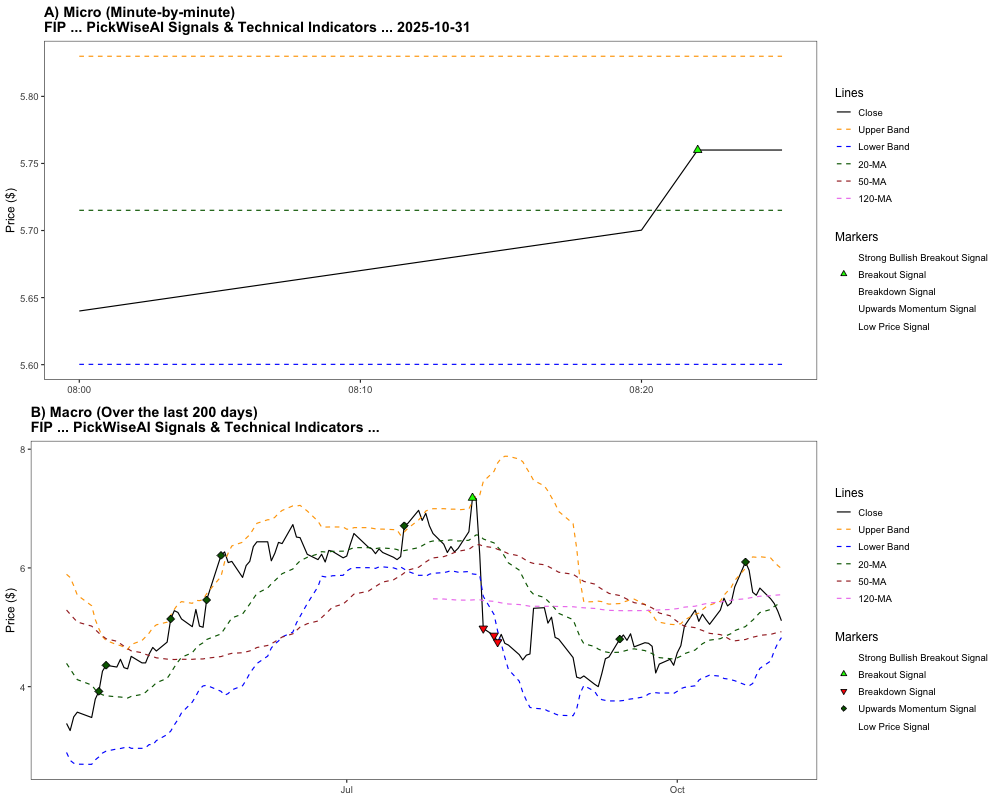 A) Micro (Minute-by-minute)
FIP ... PickWiseAI Signals & Technical Indicators ... 2025-10-31
Price ($)
5.80
5.75
5.70
5.65
5.60
08:00
08:10
08:20
Lines
Close
Upper Band
Lower Band
20-MA
50-MA
120-MA
Markers
Strong Bullish Breakout Signal
Breakout Signal
Breakdown Signal
Upwards Momentum Signal
Low Price Signal
B) Macro (Over the last 200 days)
FIP ... PickWiseAI Signals & Technical Indicators ...
Price ($)
8
6
4
Jul
Oct
Lines
Close
Upper Band
Lower Band
20-MA
50-MA
120-MA
Markers
Strong Bullish Breakout Signal
Breakout Signal
Breakdown Signal
Upwards Momentum Signal
Low Price Signal